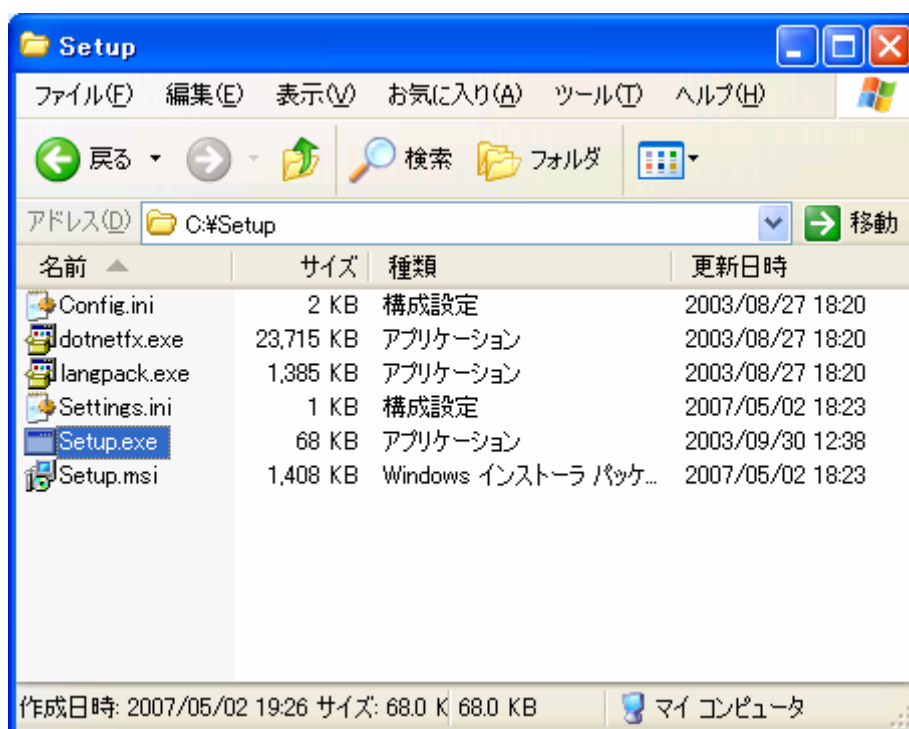 Setup
ファイル(F) 編集(E) 表示(V) お気に入り(A) ツール(T) ヘルプ(H)
戻る 検索 フォルダ
アドレス(D) C:¥Setup 移動
名前 サイズ 種類 更新日時
Config.ini 2 KB 構成設定 2003/08/27 18:20
dotnetfx.exe 23,715 KB アプリケーション 2003/08/27 18:20
langpack.exe 1,385 KB アプリケーション 2003/08/27 18:20
Settings.ini 1 KB 構成設定 2007/05/02 18:23
Setup.exe 68 KB アプリケーション 2003/09/30 12:38
Setup.msi 1,408 KB Windows インストーラ パッケ... 2007/05/02 18:23
作成日時: 2007/05/02 19:26 サイズ: 68.0 K 68.0 KB マイ コンピュータ